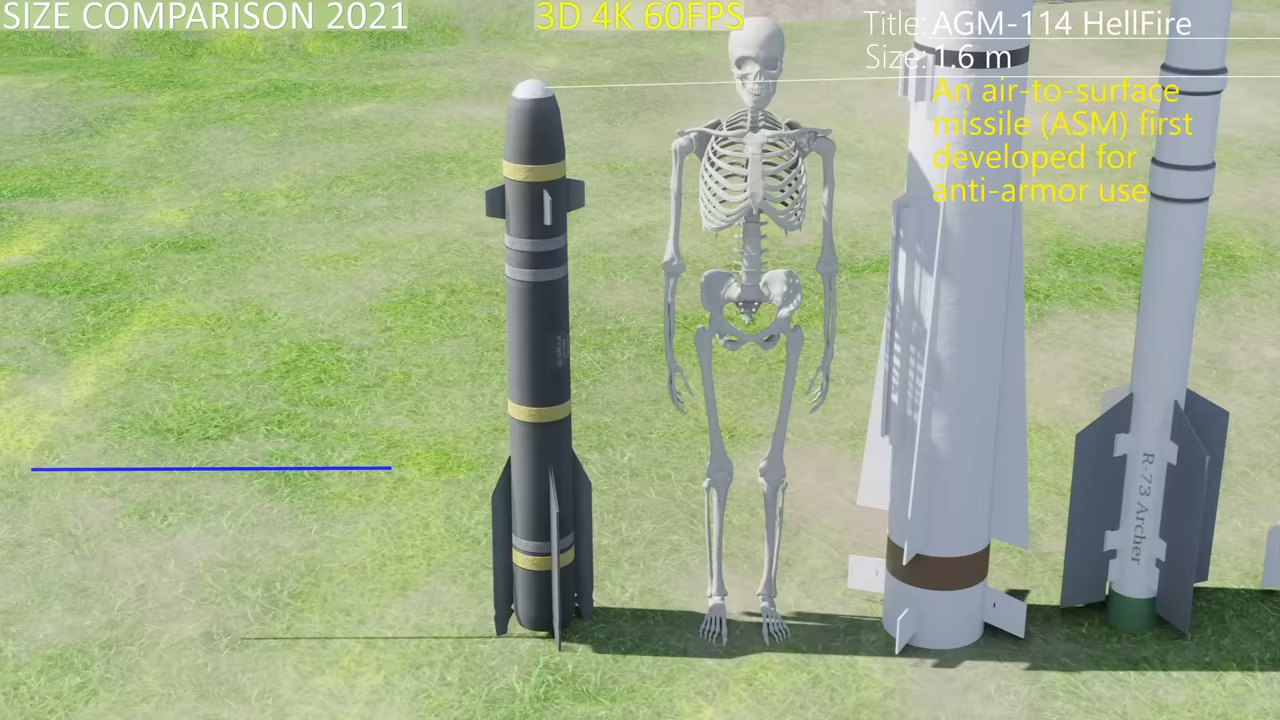 SIZE COMPARISON 2021
3D 4K 60FPS
Title: AGM-114 HellFire
Size: 1.6 m
An air-to-surface
missile (ASM) first
developed for
anti-armor use
R-73 Archer